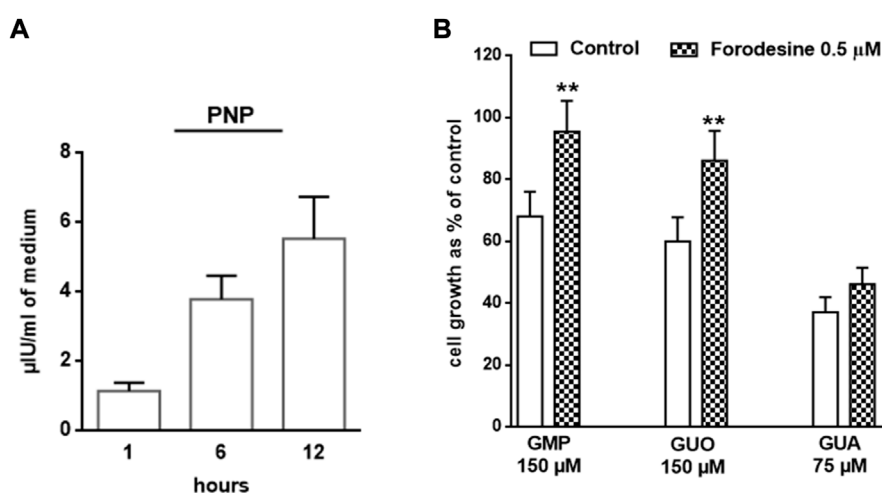 A
PNP
8
6
4
2
0
µIU/ml of medium
1 6 12
hours
B
Control Forodesine 0.5 µM
120
100
80
60
40
20
0
cell growth as % of control
**
**
GMP GUO GUA
150 µM 150 µM 75 µM